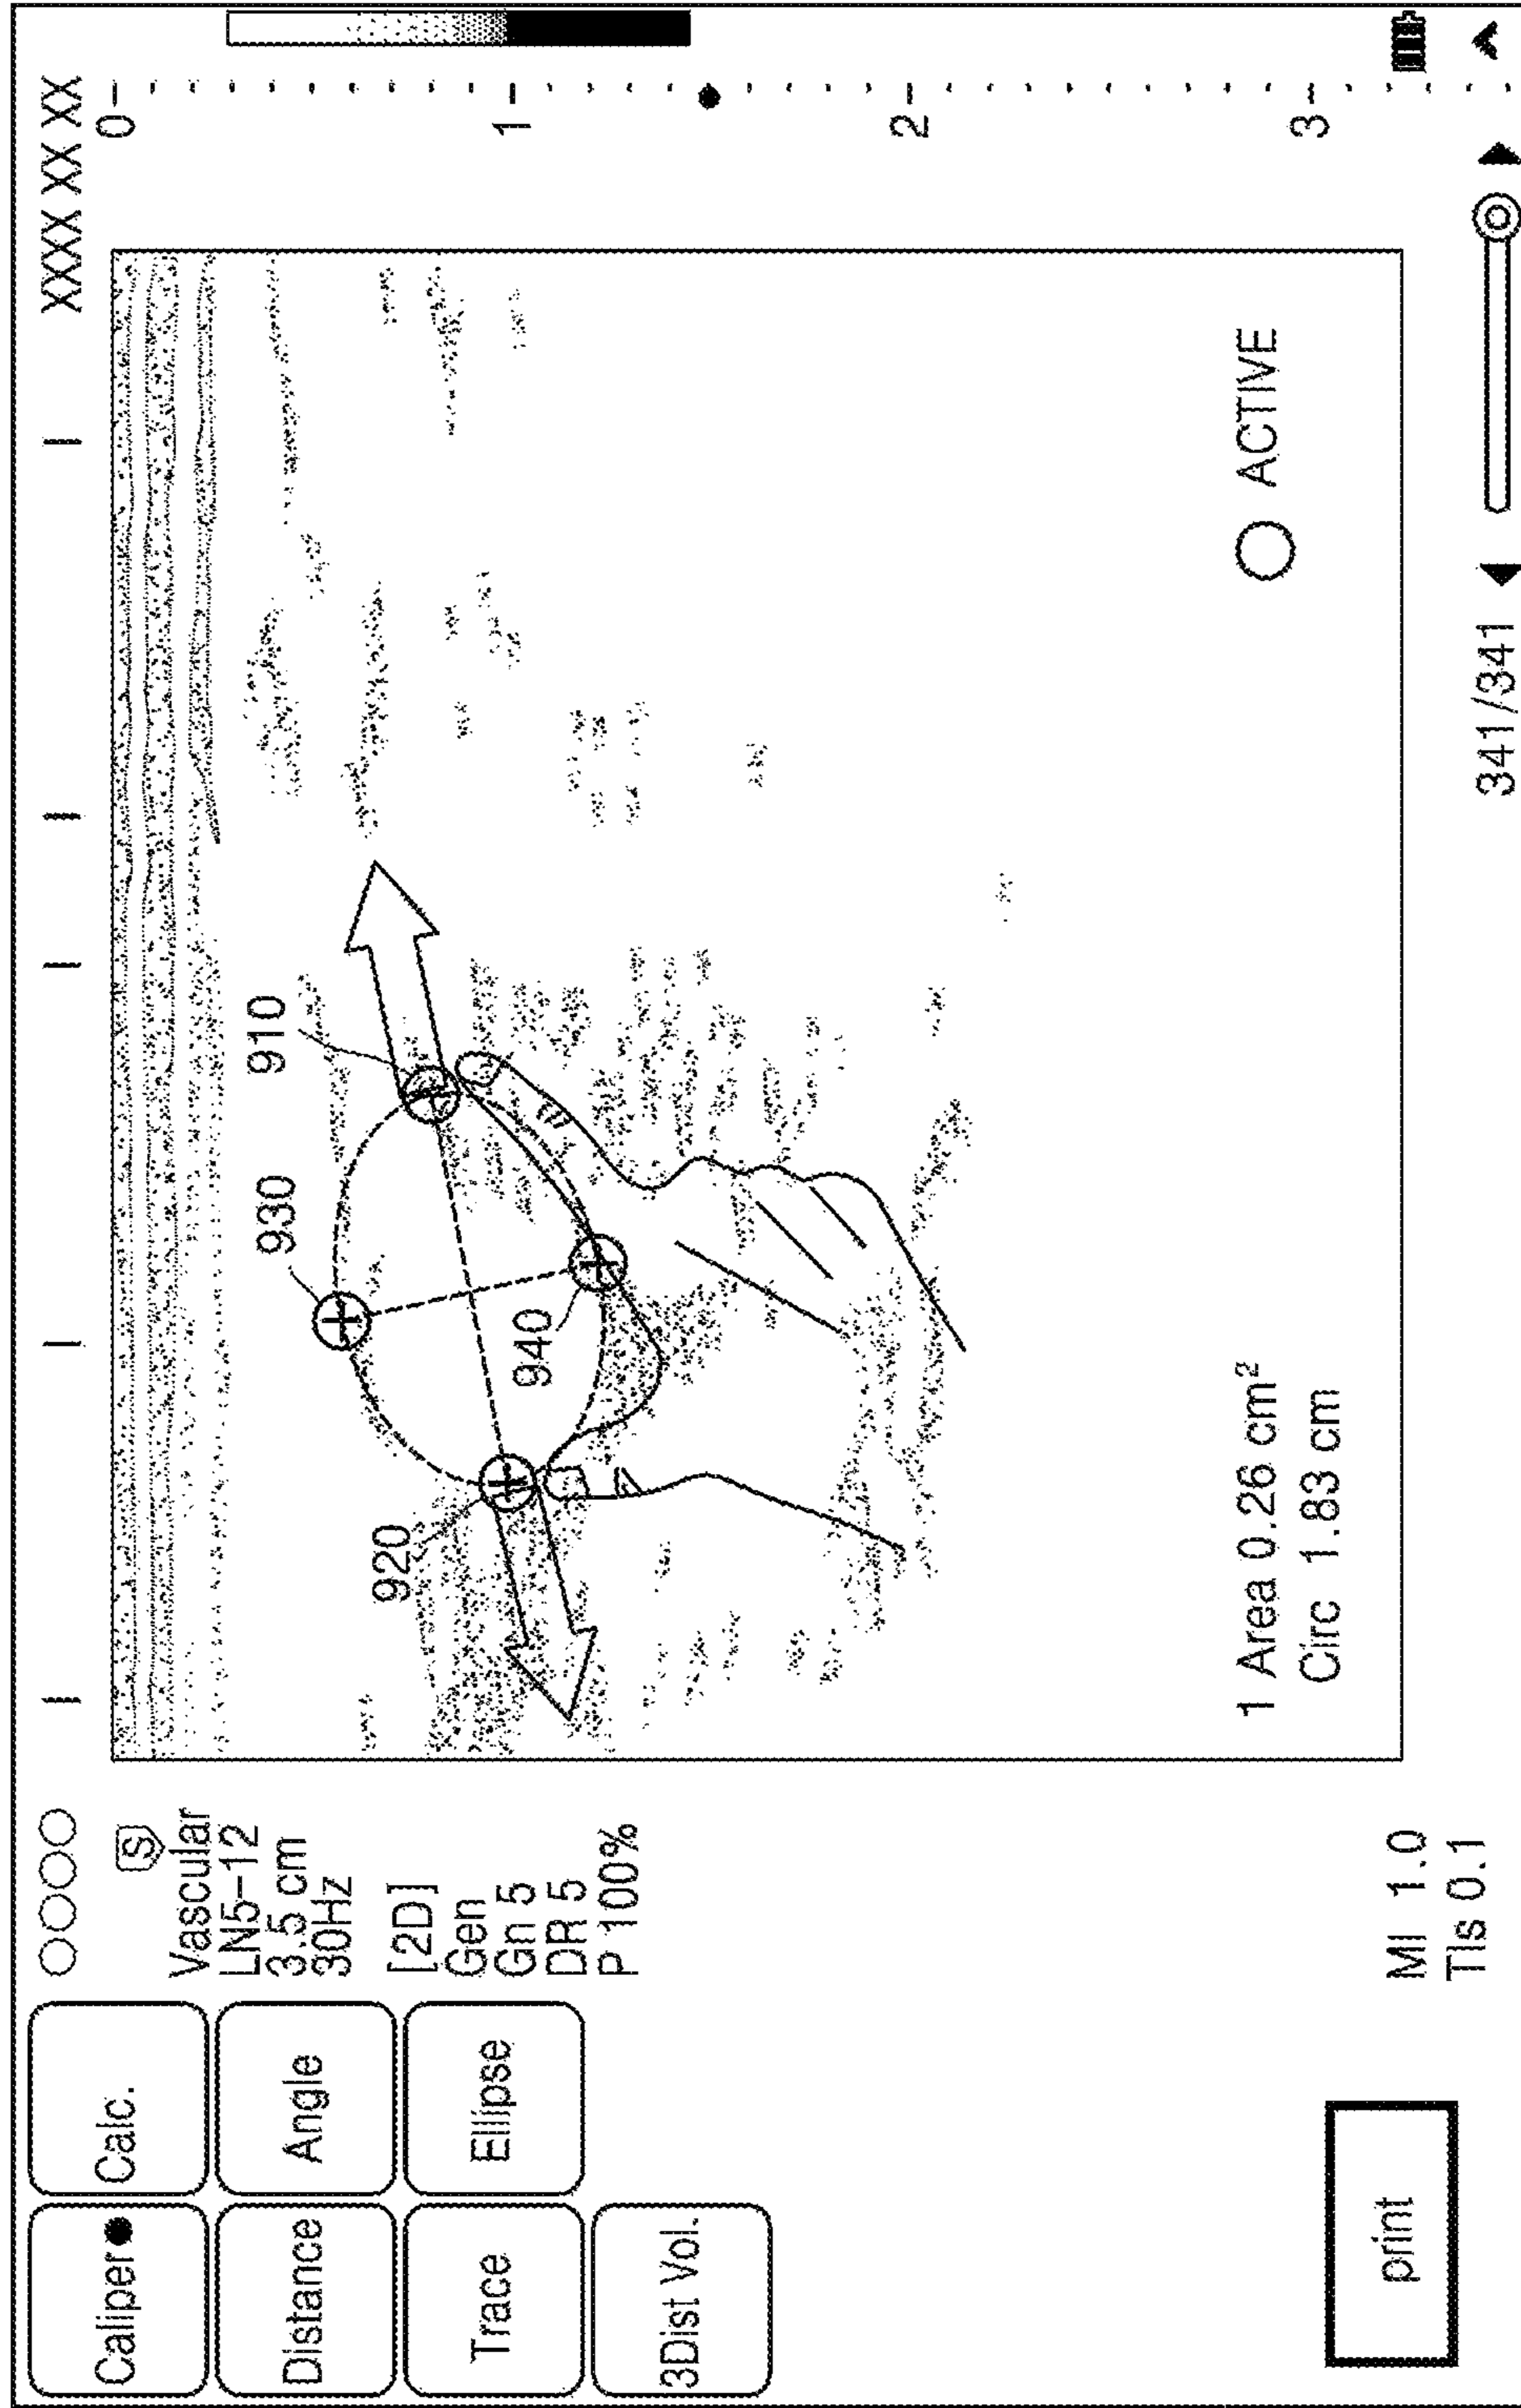 Caliper Calc.
Distance Angle
Trace Ellipse
3Dist Vol.
print
S
Vascular
LN5-12
3.5 cm
30Hz
[2D]
Gen
Gn 5
DR 5
P 100%
MI 1.0
TIs 0.1
XXXX XX XX
930
910
920
940
1 Area 0.26 cm²
Circ 1.83 cm
ACTIVE
0
1
2
3
341/341